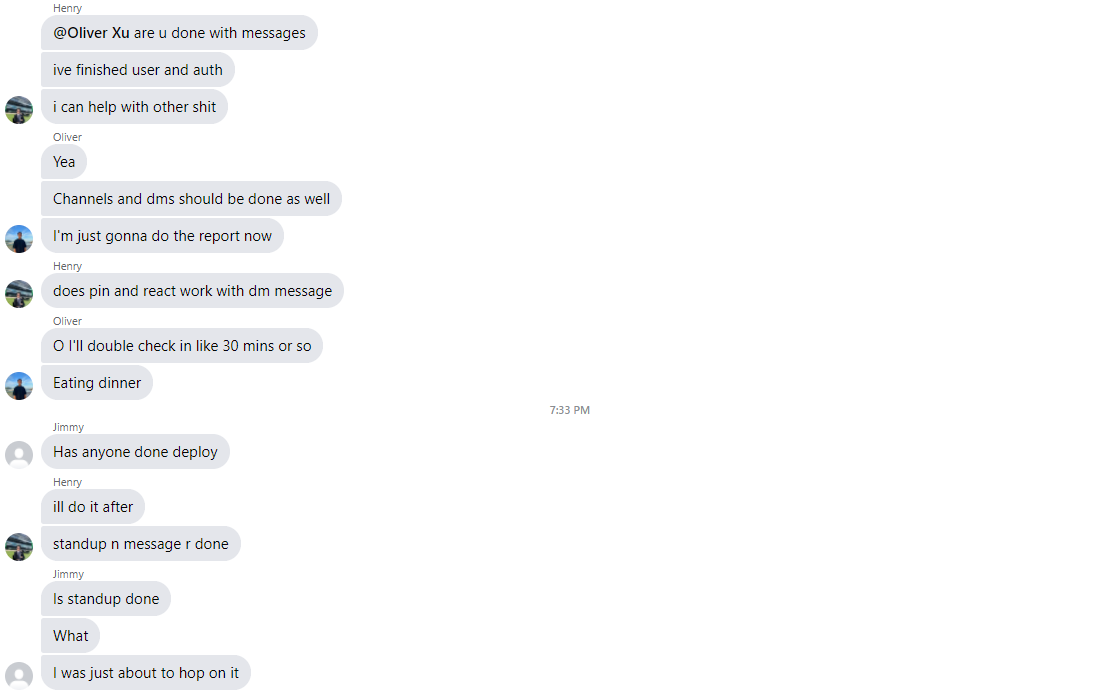 Henry
@Oliver Xu are u done with messages
ive finished user and auth
i can help with other shit
Oliver
Yea
Channels and dms should be done as well
I'm just gonna do the report now
Henry
does pin and react work with dm message
Oliver
O I'll double check in like 30 mins or so
Eating dinner
7:33 PM
Jimmy
Has anyone done deploy
Henry
ill do it after
standup n message r done
Jimmy
Is standup done
What
I was just about to hop on it